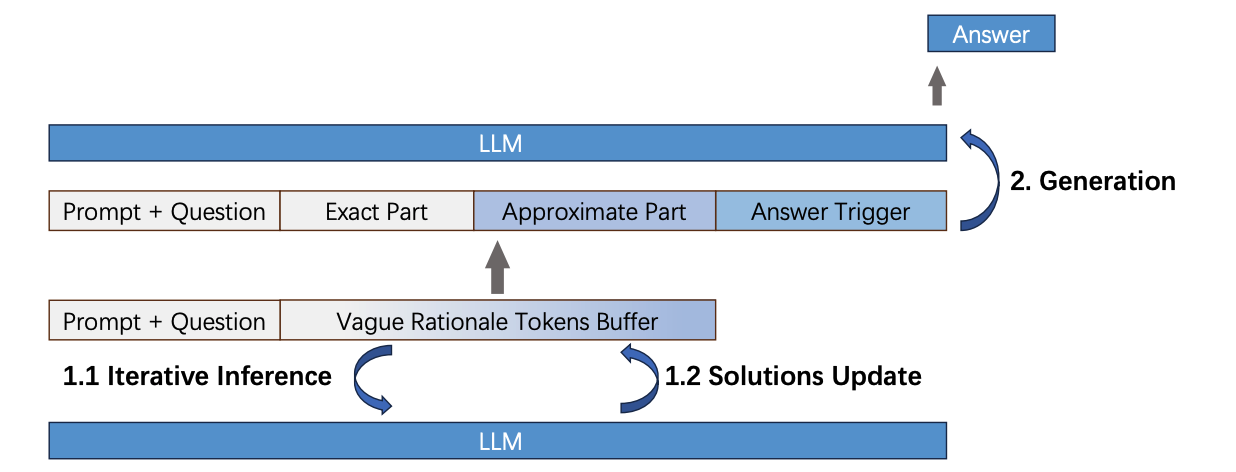 Answer
LLM
2. Generation
Prompt + Question
Exact Part
Approximate Part
Answer Trigger
Prompt + Question
Vague Rationale Tokens Buffer
1.1 Iterative Inference
1.2 Solutions Update
LLM